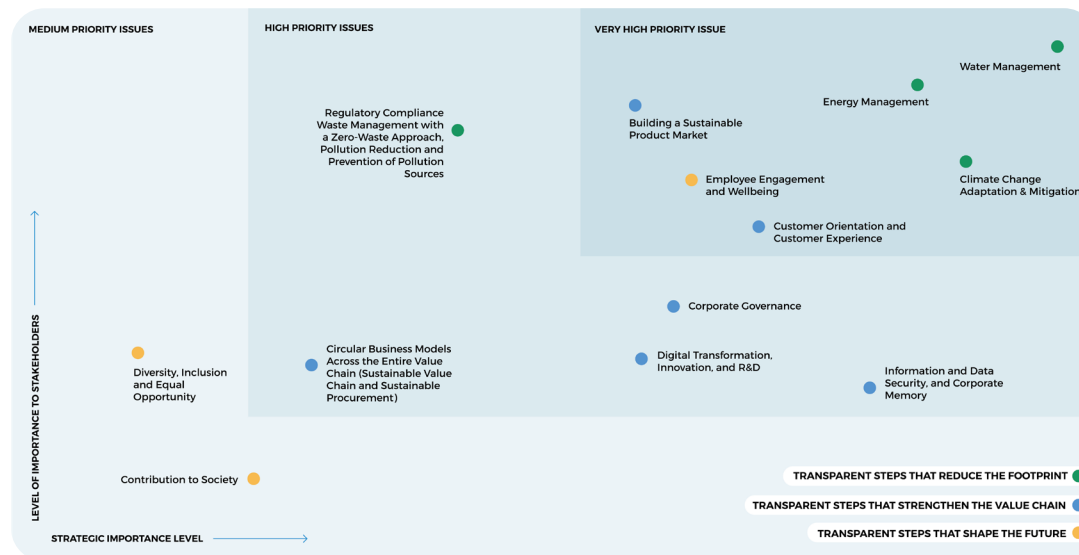 MEDIUM PRIORITY ISSUES
HIGH PRIORITY ISSUES
VERY HIGH PRIORITY ISSUE
Water Management
Energy Management
Regulatory Compliance
Waste Management with
a Zero-Waste Approach,
Pollution Reduction and
Prevention of Pollution
Sources
Building a Sustainable
Product Market
Employee Engagement
and Wellbeing
Climate Change
Adaptation & Mitigation
Customer Orientation and
Customer Experience
Corporate Governance
Diversity, Inclusion
and Equal
Opportunity
Circular Business Models
Across the Entire Value
Chain (Sustainable Value
Chain and Sustainable
Procurement)
Digital Transformation,
Innovation, and R&D
Information and Data
Security, and Corporate
Memory
Contribution to Society
LEVEL OF IMPORTANCE TO STAKEHOLDERS
STRATEGIC IMPORTANCE LEVEL
TRANSPARENT STEPS THAT REDUCE THE FOOTPRINT
TRANSPARENT STEPS THAT STRENGTHEN THE VALUE CHAIN
TRANSPARENT STEPS THAT SHAPE THE FUTURE